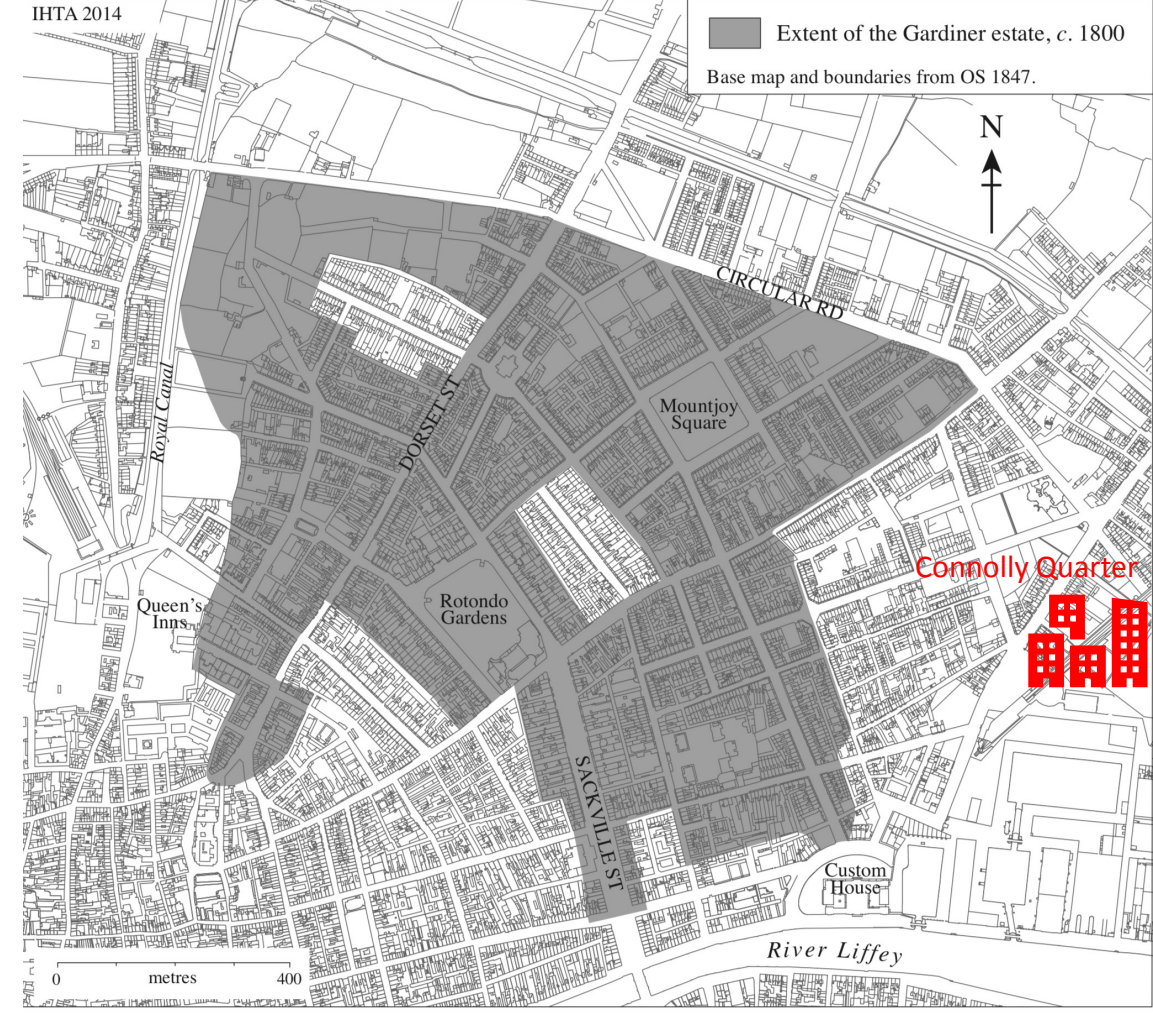 IHTA 2014
Extent of the Gardiner estate, c. 1800
Base map and boundaries from OS 1847.
N
CIRCULAR RD
Royal Canal
DORSET ST
Mountjoy
Square
Connolly Quarter
Queen's
Inns
Rotondo
Gardens
SACKVILLE ST
Custom
House
River Liffey
0 metres 400